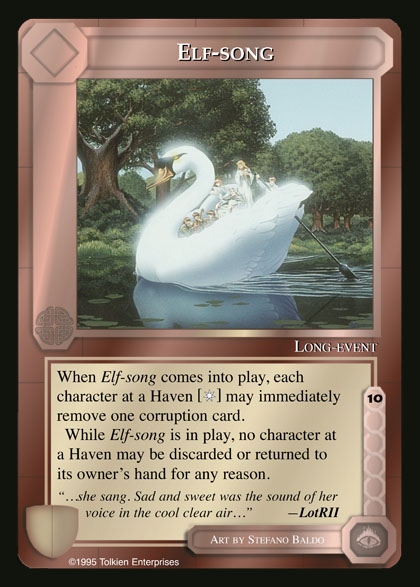 Elf-song
Long-event
When Elf-song comes into play, each
character at a Haven [☼] may immediately
remove one corruption card.
While Elf-song is in play, no character at
a Haven may be discarded or returned to
its owner's hand for any reason.
10
“…she sang. Sad and sweet was the sound of her
voice in the cool clear air…” —LotRII
Art by Stefano Baldo
©1995 Tolkien Enterprises